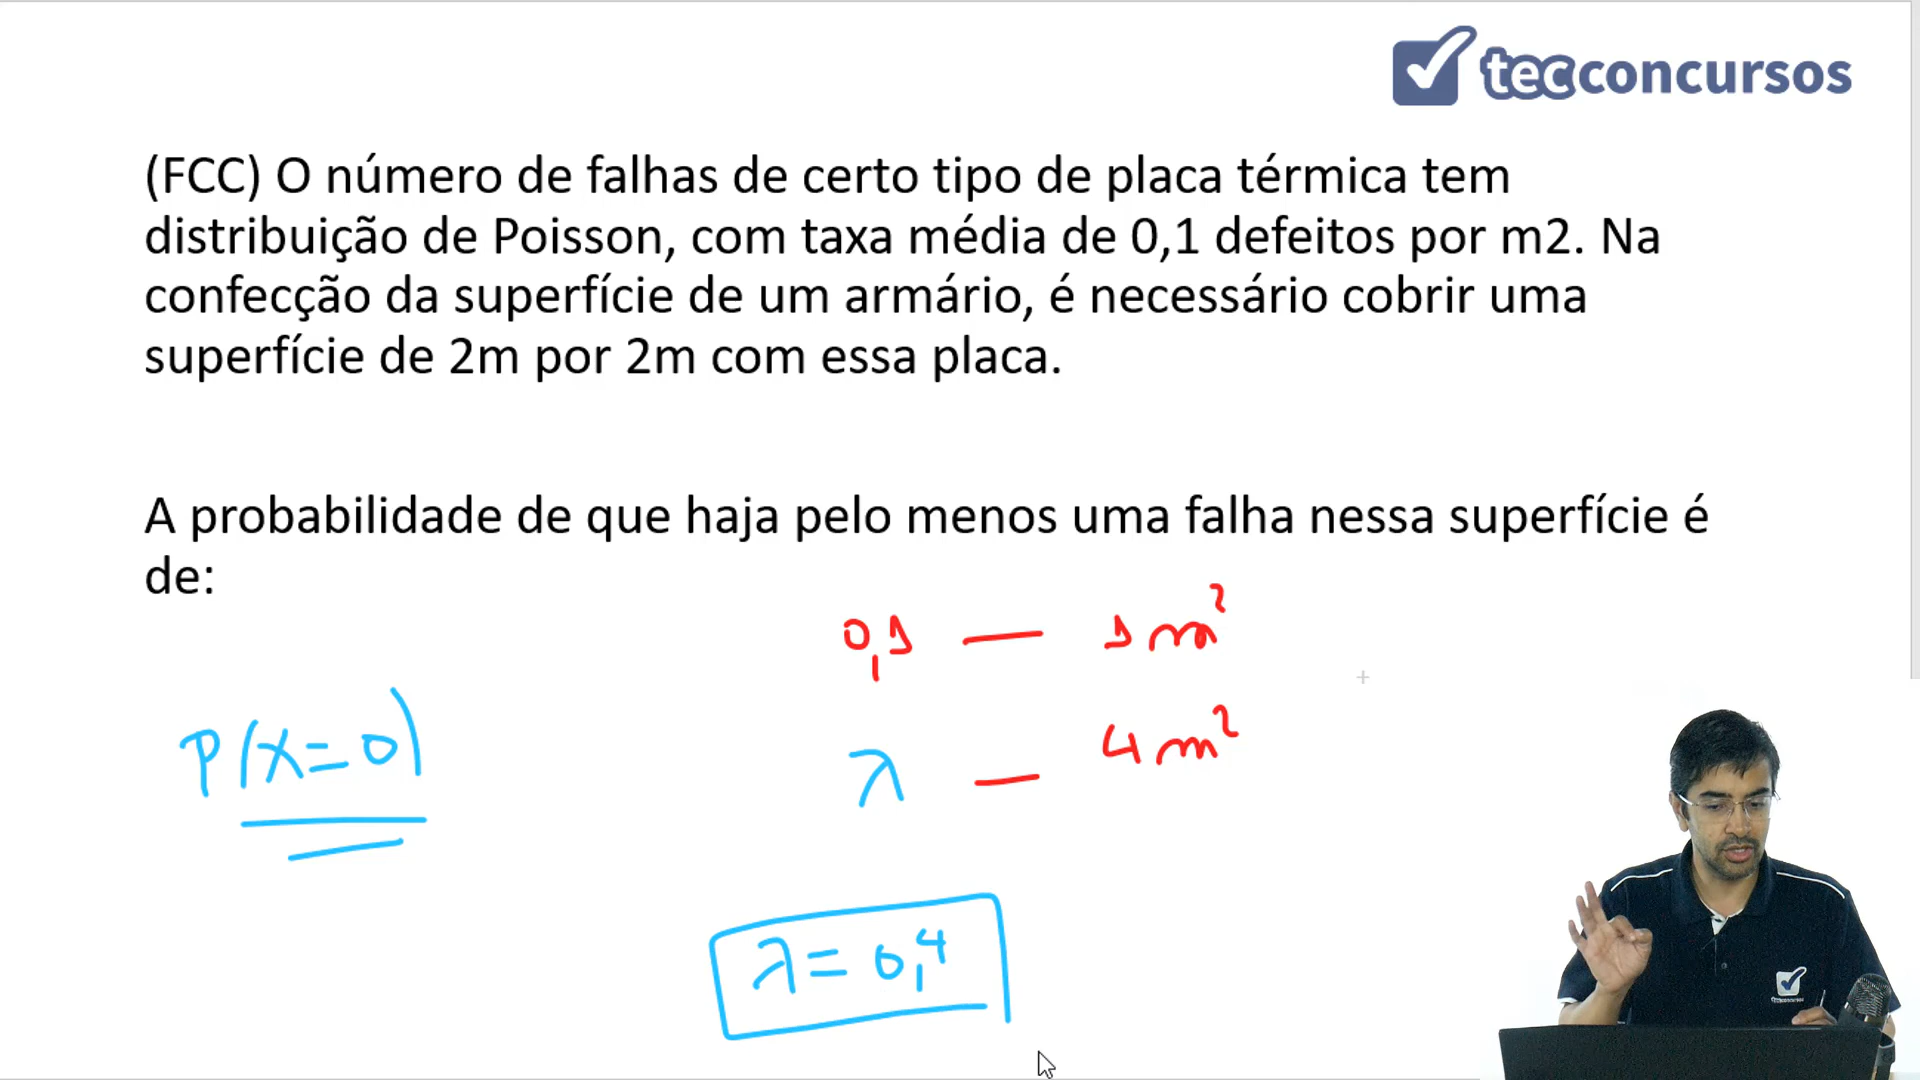 tecconcursos
(FCC) O número de falhas de certo tipo de placa térmica tem
distribuição de Poisson, com taxa média de 0,1 defeitos por m2. Na
confecção da superfície de um armário, é necessário cobrir uma
superfície de 2m por 2m com essa placa.
A probabilidade de que haja pelo menos uma falha nessa superfície é
de:
0,1 — 1 m²
P(X=0)
λ — 4 m²
λ = 0,4
tecconcursos